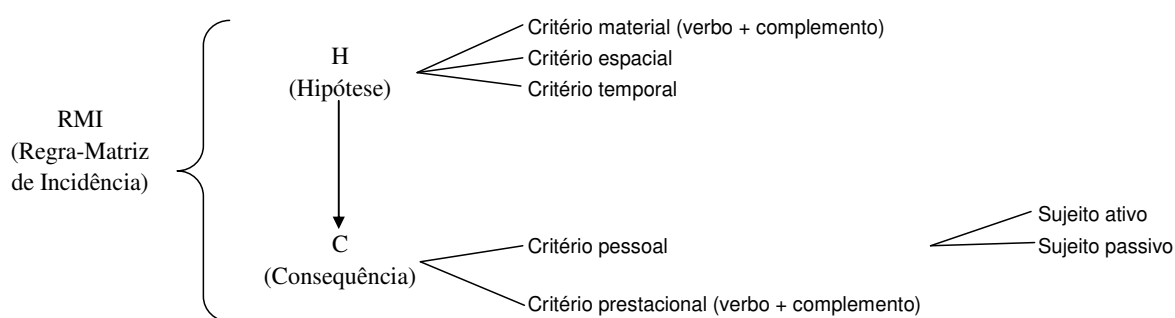 RMI
(Regra-Matriz
de Incidência)
H
(Hipótese)
Critério material (verbo + complemento)
Critério espacial
Critério temporal
C
(Consequência)
Critério pessoal
Sujeito ativo
Sujeito passivo
Critério prestacional (verbo + complemento)